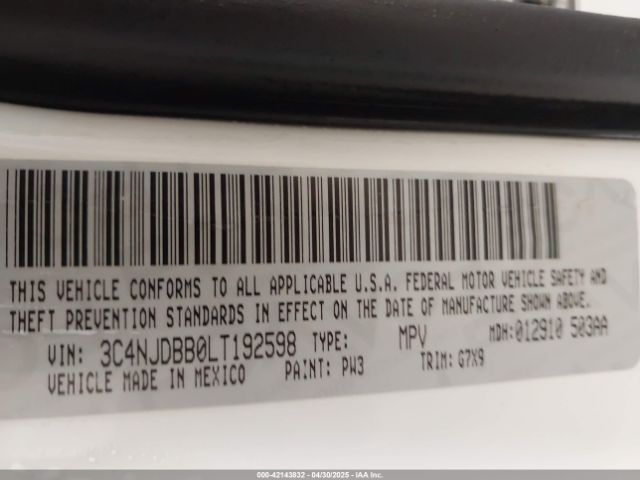 THIS VEHICLE CONFORMS TO ALL APPLICABLE U.S.A. FEDERAL MOTOR VEHICLE SAFETY AND
THEFT PREVENTION STANDARDS IN EFFECT ON THE DATE OF MANUFACTURE SHOWN ABOVE.
VIN: 3C4NJDBB0LT192598 TYPE: MPV MDH:012910 503AA
VEHICLE MADE IN MEXICO PAINT: PW3 TRIM: G7X9
000-42143832 - 04/30/2025 - IAA Inc.